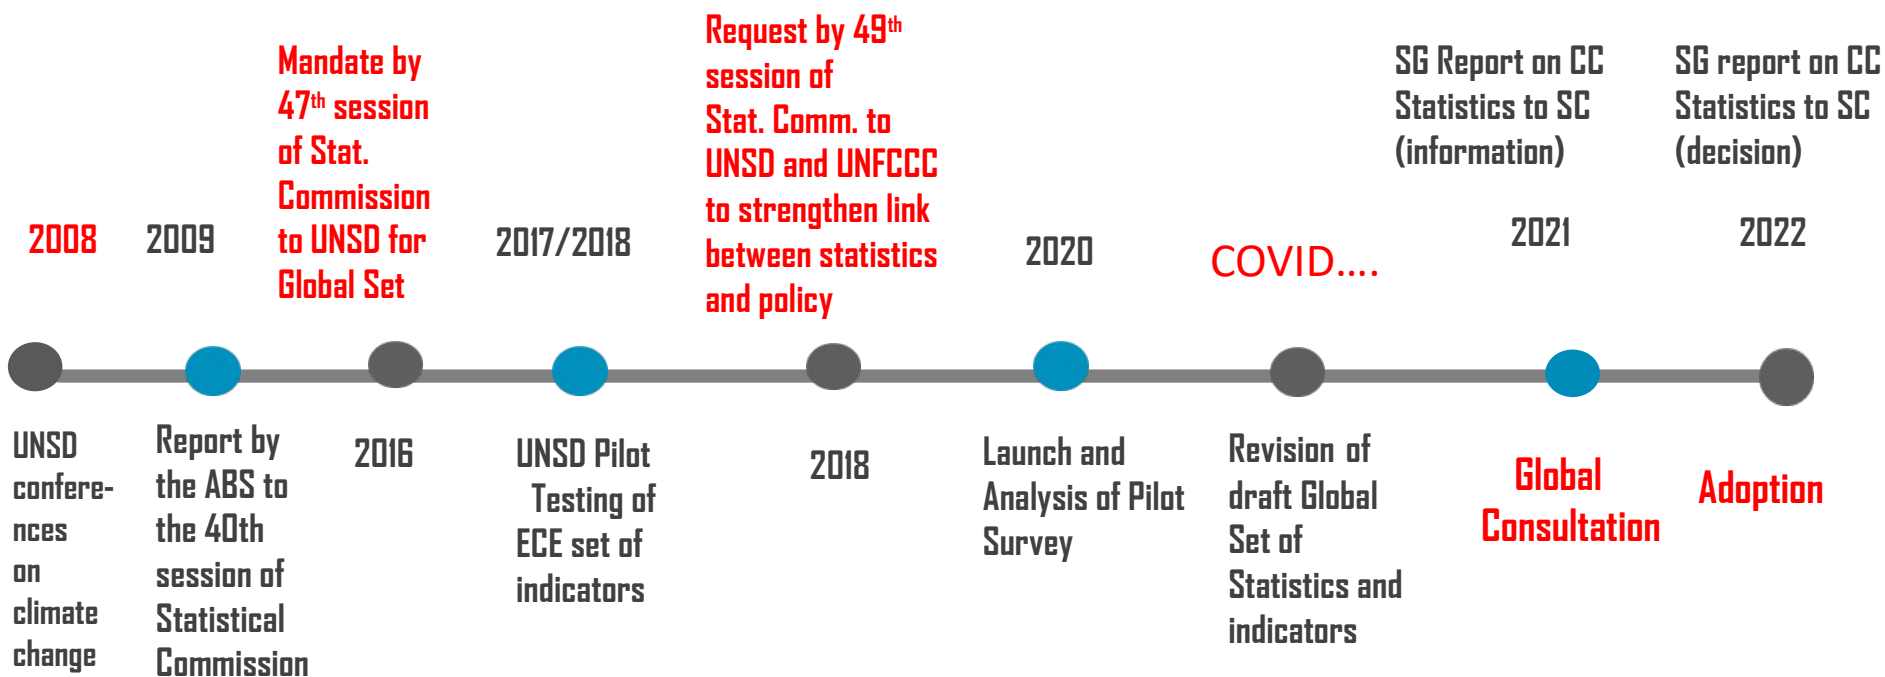 2008
UNSD
confere-
nces
on
climate
change
2009
Report by
the ABS to
the 40th
session of
Statistical
Commission
Mandate by
47th session
of Stat.
Commission
to UNSD for
Global Set
2016
2017/2018
UNSD Pilot
Testing of
ECE set of
indicators
Request by 49th
session of
Stat. Comm. to
UNSD and UNFCCC
to strengthen link
between statistics
and policy
2018
2020
Launch and
Analysis of Pilot
Survey
COVID....
Revision of
draft Global
Set of
Statistics and
indicators
SG Report on CC
Statistics to SC
(information)
2021
Global
Consultation
SG report on CC
Statistics to SC
(decision)
2022
Adoption